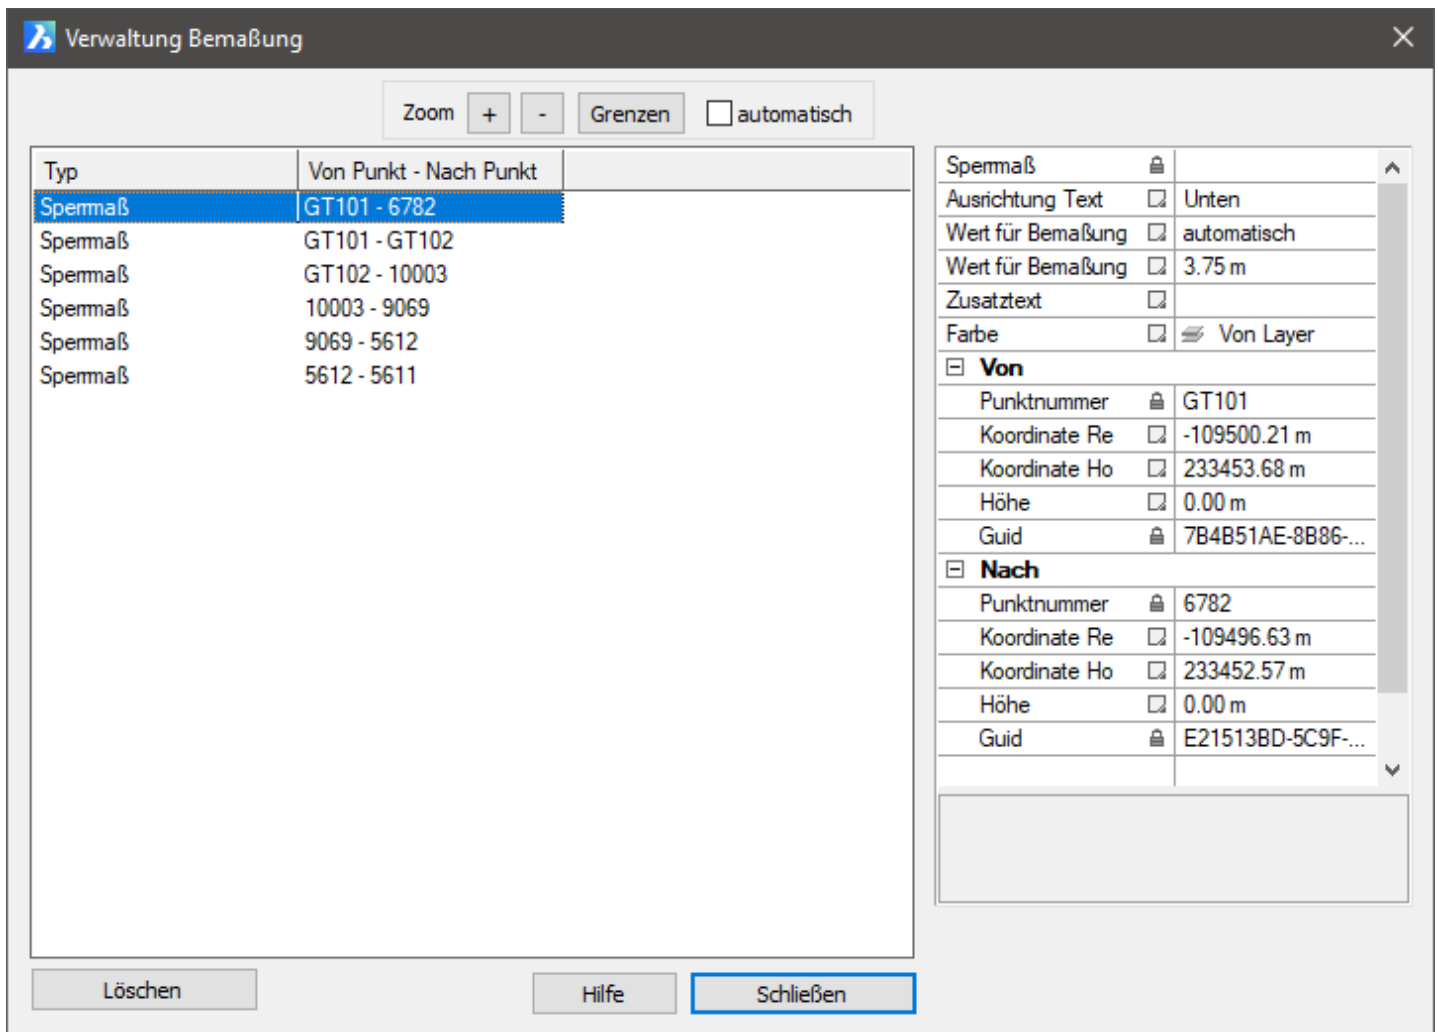 Verwaltung Bemaßung
Zoom + - Grenzen automatisch
Typ Von Punkt - Nach Punkt
Sperrmaß GT101 - 6782
Sperrmaß GT101 - GT102
Sperrmaß GT102 - 10003
Sperrmaß 10003 - 9069
Sperrmaß 9069 - 5612
Sperrmaß 5612 - 5611
Sperrmaß
Ausrichtung Text Unten
Wert für Bemaßung automatisch
Wert für Bemaßung 3.75 m
Zusatztext
Farbe Von Layer
Von
Punktnummer GT101
Koordinate Re -109500.21 m
Koordinate Ho 233453.68 m
Höhe 0.00 m
Guid 7B4B51AE-8B86-...
Nach
Punktnummer 6782
Koordinate Re -109496.63 m
Koordinate Ho 233452.57 m
Höhe 0.00 m
Guid E21513BD-5C9F-...
Löschen Hilfe Schließen